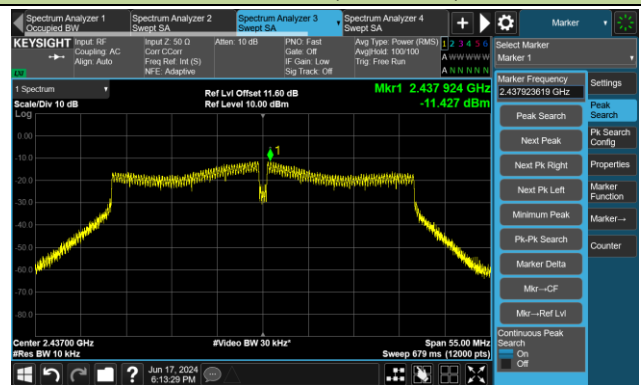 Spectrum Analyzer 1
Occupied BW
Spectrum Analyzer 2
Swept SA
Spectrum Analyzer 3
Swept SA
Spectrum Analyzer 4
Swept SA
Marker
KEYSIGHT
Input: RF
Coupling: AC
Align: Auto
Input Z: 50 Ω
Corr CCorr
Freq Ref: Int (S)
NFE: Adaptive
Atten: 10 dB
PNO: Fast
Gate: Off
IF Gain: Low
Sig Track: Off
Avg Type: Power (RMS)
Avg|Hold: 100/100
Trig: Free Run
1 2 3 4 5 6
A W W W W W
A N N N N N
Select Marker
Marker 1
1 Spectrum
Scale/Div 10 dB
Log
Ref Lvl Offset 11.60 dB
Ref Level 10.00 dBm
Mkr1 2.437 924 GHz
-11.427 dBm
0.00
-10.0
-20.0
-30.0
-40.0
-50.0
-60.0
-70.0
-80.0
1
Center 2.43700 GHz
#Res BW 10 kHz
#Video BW 30 kHz*
Span 55.00 MHz
Sweep 679 ms (12000 pts)
Marker Frequency
2.437923619 GHz
Peak Search
Next Peak
Next Pk Right
Next Pk Left
Minimum Peak
Pk-Pk Search
Marker Delta
Mkr→CF
Mkr→Ref Lvl
Continuous Peak
Search
On
Off
Settings
Peak
Search
Pk Search
Config
Properties
Marker
Function
Marker→
Counter
?
Jun 17, 2024
6:13:29 PM